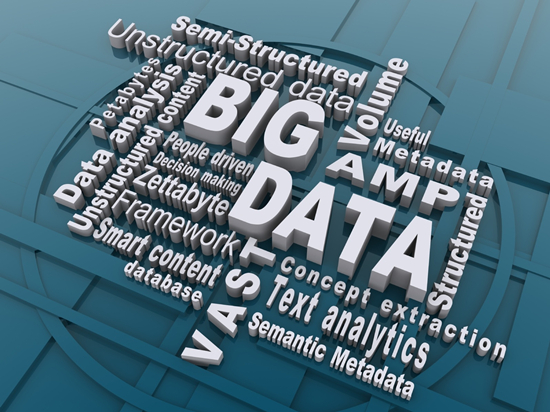 Semi-Structured
Unstructured data
Petabytes
Data analysis
Unstructured content
BIG
DATA
Volume
Useful
Metadata
AMP
Structured
People driven
Decision making
Zettabyte
Framework
Smart content
database
VAST
Concept extraction
Text analytics
Semantic Metadata